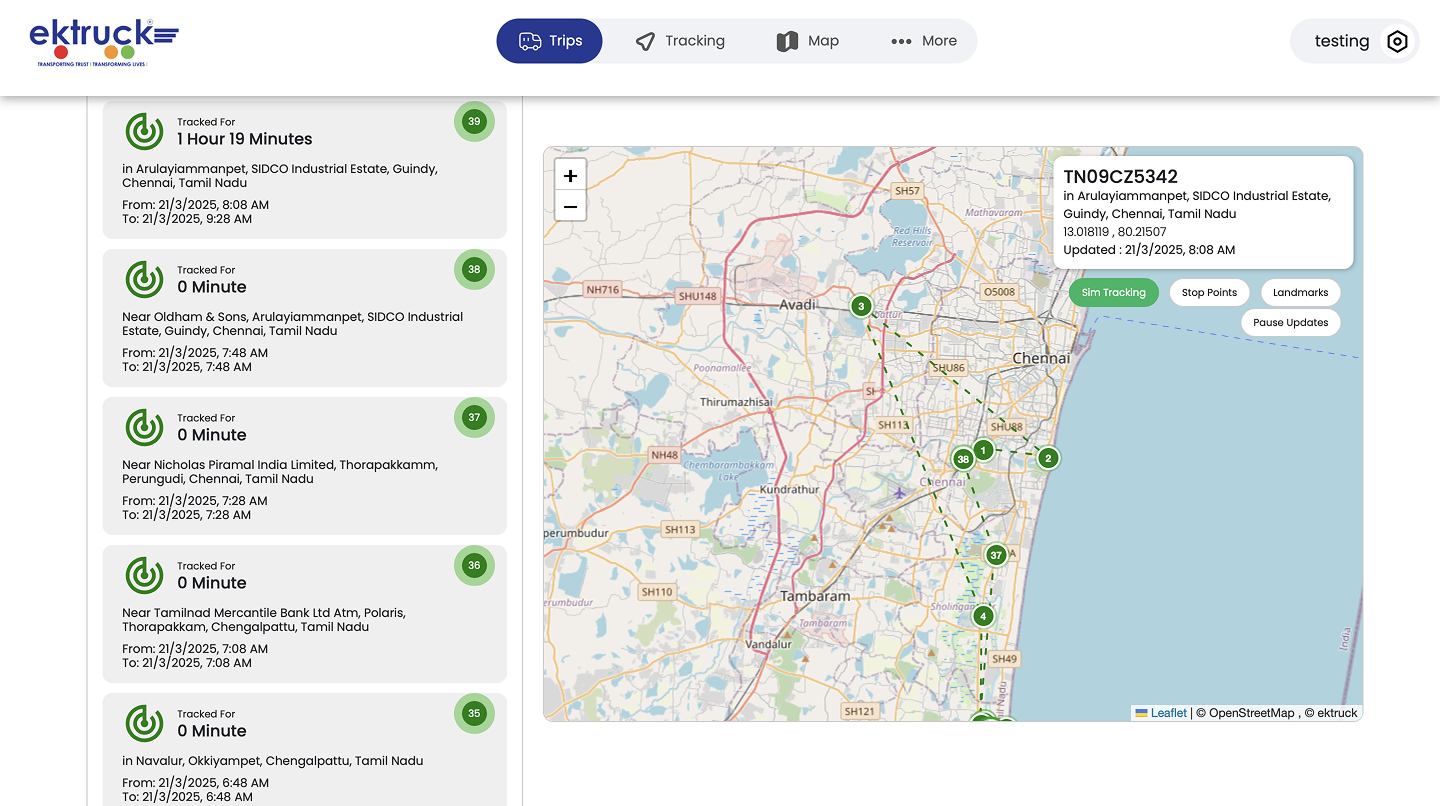 ektruck
TRANSPORTING TRUST | TRANSFORMING LIVES |
Trips
Tracking
Map
More
testing
Tracked For
39
1 Hour 19 Minutes
in Arulayiammanpet, SIDCO Industrial Estate, Guindy,
Chennai, Tamil Nadu
From: 21/3/2025, 8:08 AM
To: 21/3/2025, 9:28 AM
Tracked For
38
0 Minute
Near Oldham & Sons, Arulayiammanpet, SIDCO Industrial
Estate, Guindy, Chennai, Tamil Nadu
From: 21/3/2025, 7:48 AM
To: 21/3/2025, 7:48 AM
Tracked For
37
0 Minute
Near Nicholas Piramal India Limited, Thorapakkamm,
Perungudi, Chennai, Tamil Nadu
From: 21/3/2025, 7:28 AM
To: 21/3/2025, 7:28 AM
Tracked For
36
0 Minute
Near Tamilnad Mercantile Bank Ltd Atm, Polaris,
Thorapakkam, Chengalpattu, Tamil Nadu
From: 21/3/2025, 7:08 AM
To: 21/3/2025, 7:08 AM
Tracked For
35
0 Minute
in Navalur, Okkiyampet, Chengalpattu, Tamil Nadu
From: 21/3/2025, 6:48 AM
To: 21/3/2025, 6:48 AM
+
−
TN09CZ5342
in Arulayiammanpet, SIDCO Industrial Estate,
Guindy, Chennai, Tamil Nadu
13.018119 , 80.21507
Updated : 21/3/2025, 8:08 AM
Sim Tracking
Stop Points
Landmarks
Pause Updates
SH57
Mathavaram
Red Hills
Reservoir
NH716
SHU148
O5008
Avadi
3
Chennai
Poonamallee
SHU86
Thirumazhisai
SH113
SHU88
NH48
Chembarambakkam
Lake
1
38
2
Chennai
Kundrathur
SH113
perumbudur
37
SH110
Tambaram
erumbudur
Sholinganallur
4
Tambaram
Vandalur
SH49
India
SH121
Leaflet | © OpenStreetMap , © ektruck